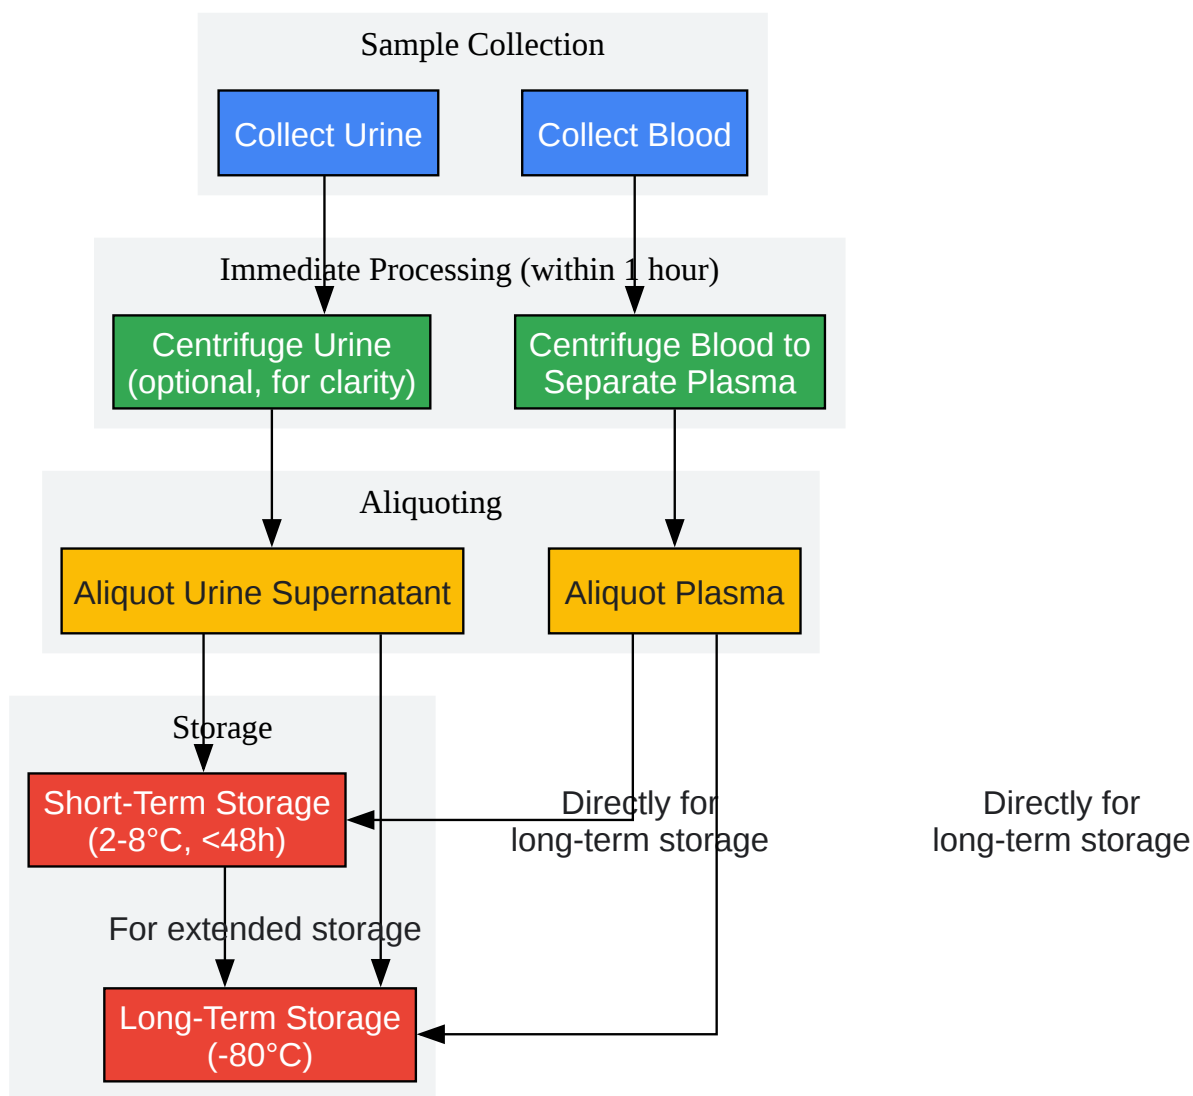 Sample Collection
Collect Urine
Collect Blood
Immediate Processing (within 1 hour)
Centrifuge Urine
(optional, for clarity)
Centrifuge Blood to
Separate Plasma
Aliquoting
Aliquot Urine Supernatant
Aliquot Plasma
Storage
Short-Term Storage
(2-8°C, <48h)
Directly for
long-term storage
Directly for
long-term storage
For extended storage
Long-Term Storage
(-80°C)